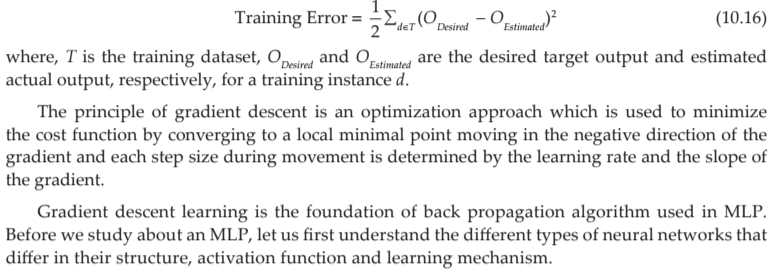 Training Error = 1/2 Σ_{d∈T} (O_{Desired} − O_{Estimated})² (10.16)
where, T is the training dataset, O_{Desired} and O_{Estimated} are the desired target output and estimated
actual output, respectively, for a training instance d.
The principle of gradient descent is an optimization approach which is used to minimize
the cost function by converging to a local minimal point moving in the negative direction of the
gradient and each step size during movement is determined by the learning rate and the slope of
the gradient.
Gradient descent learning is the foundation of back propagation algorithm used in MLP.
Before we study about an MLP, let us first understand the different types of neural networks that
differ in their structure, activation function and learning mechanism.